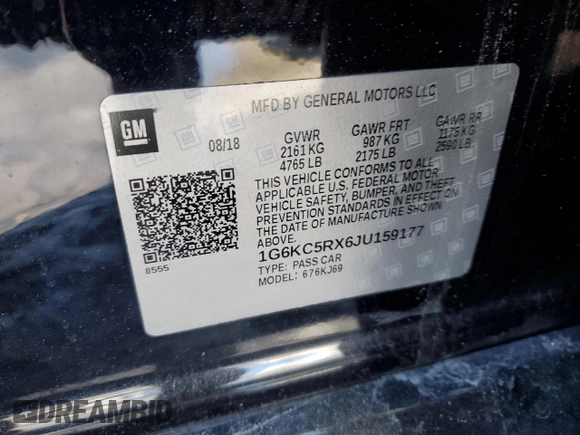 MFD BY GENERAL MOTORS LLC
GM
08/18 GVWR GAWR FRT GAWR RR
2161 KG 987 KG 1175 KG
4765 LB 2175 LB 2590 LB
THIS VEHICLE CONFORMS TO ALL
APPLICABLE U.S. FEDERAL MOTOR
VEHICLE SAFETY, BUMPER, AND THEFT
PREVENTION STANDARDS IN EFFECT ON
THE DATE OF MANUFACTURE SHOWN
ABOVE.
1G6KC5RX6JU159177
TYPE: PASS CAR
MODEL: 676KJ69
8555
DREAMBID